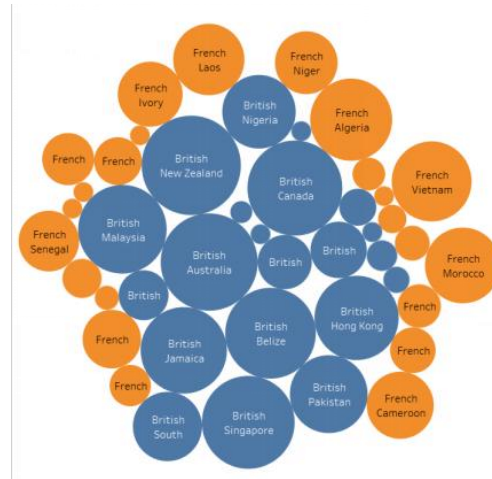 French
Laos
French
Niger
French
Ivory
British
Nigeria
French
Algeria
French
French
British
New Zealand
British
Canada
French
Vietnam
British
Malaysia
French
Senegal
British
Australia
British
British
French
Morocco
British
French
British
Hong Kong
British
Belize
French
British
Jamaica
French
French
British
Pakistan
French
Cameroon
British
South
British
Singapore